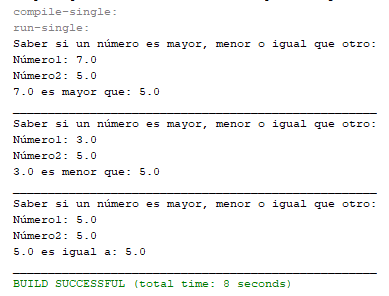 compile-single:
run-single:
Saber si un número es mayor, menor o igual que otro:
Número1: 7.0
Número2: 5.0
7.0 es mayor que: 5.0
Saber si un número es mayor, menor o igual que otro:
Número1: 3.0
Número2: 5.0
3.0 es menor que: 5.0
Saber si un número es mayor, menor o igual que otro:
Número1: 5.0
Número2: 5.0
5.0 es igual a: 5.0
BUILD SUCCESSFUL (total time: 8 seconds)